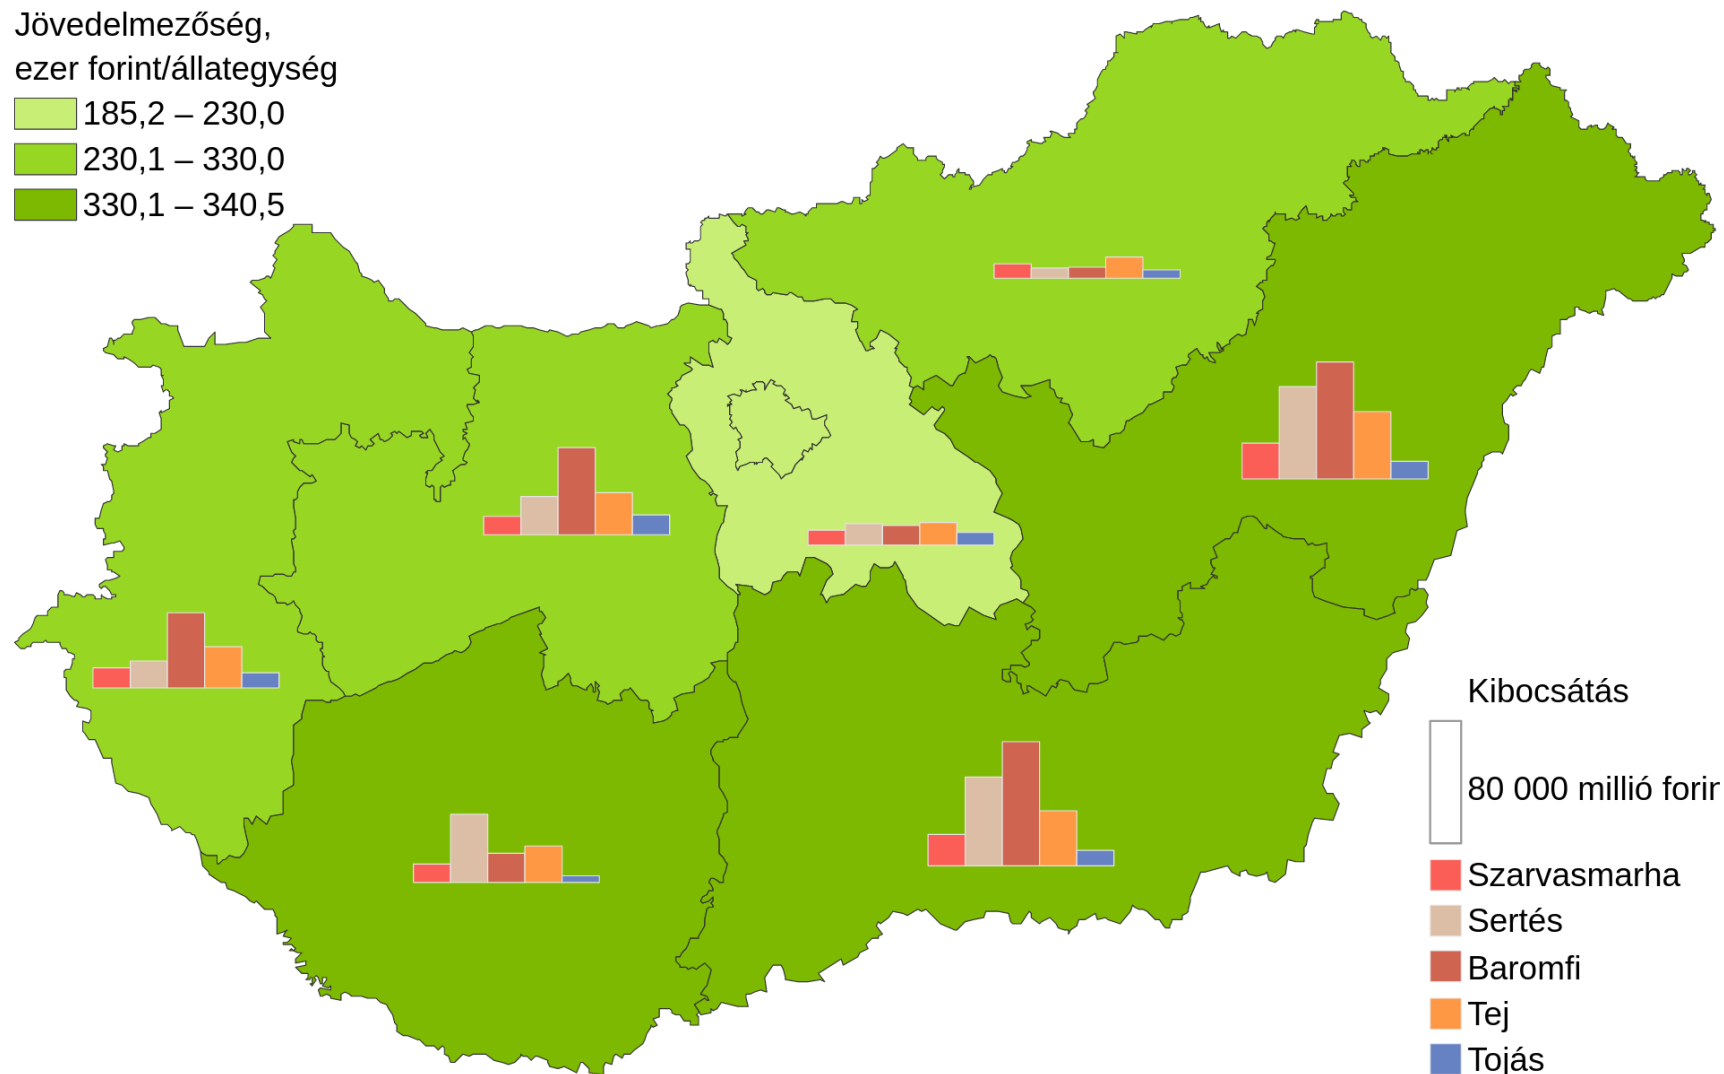 Jövedelmezőség,
ezer forint/állategység
185,2 – 230,0
230,1 – 330,0
330,1 – 340,5
Kibocsátás
80 000 millió forin
Szarvasmarha
Sertés
Baromfi
Tej
Tojás